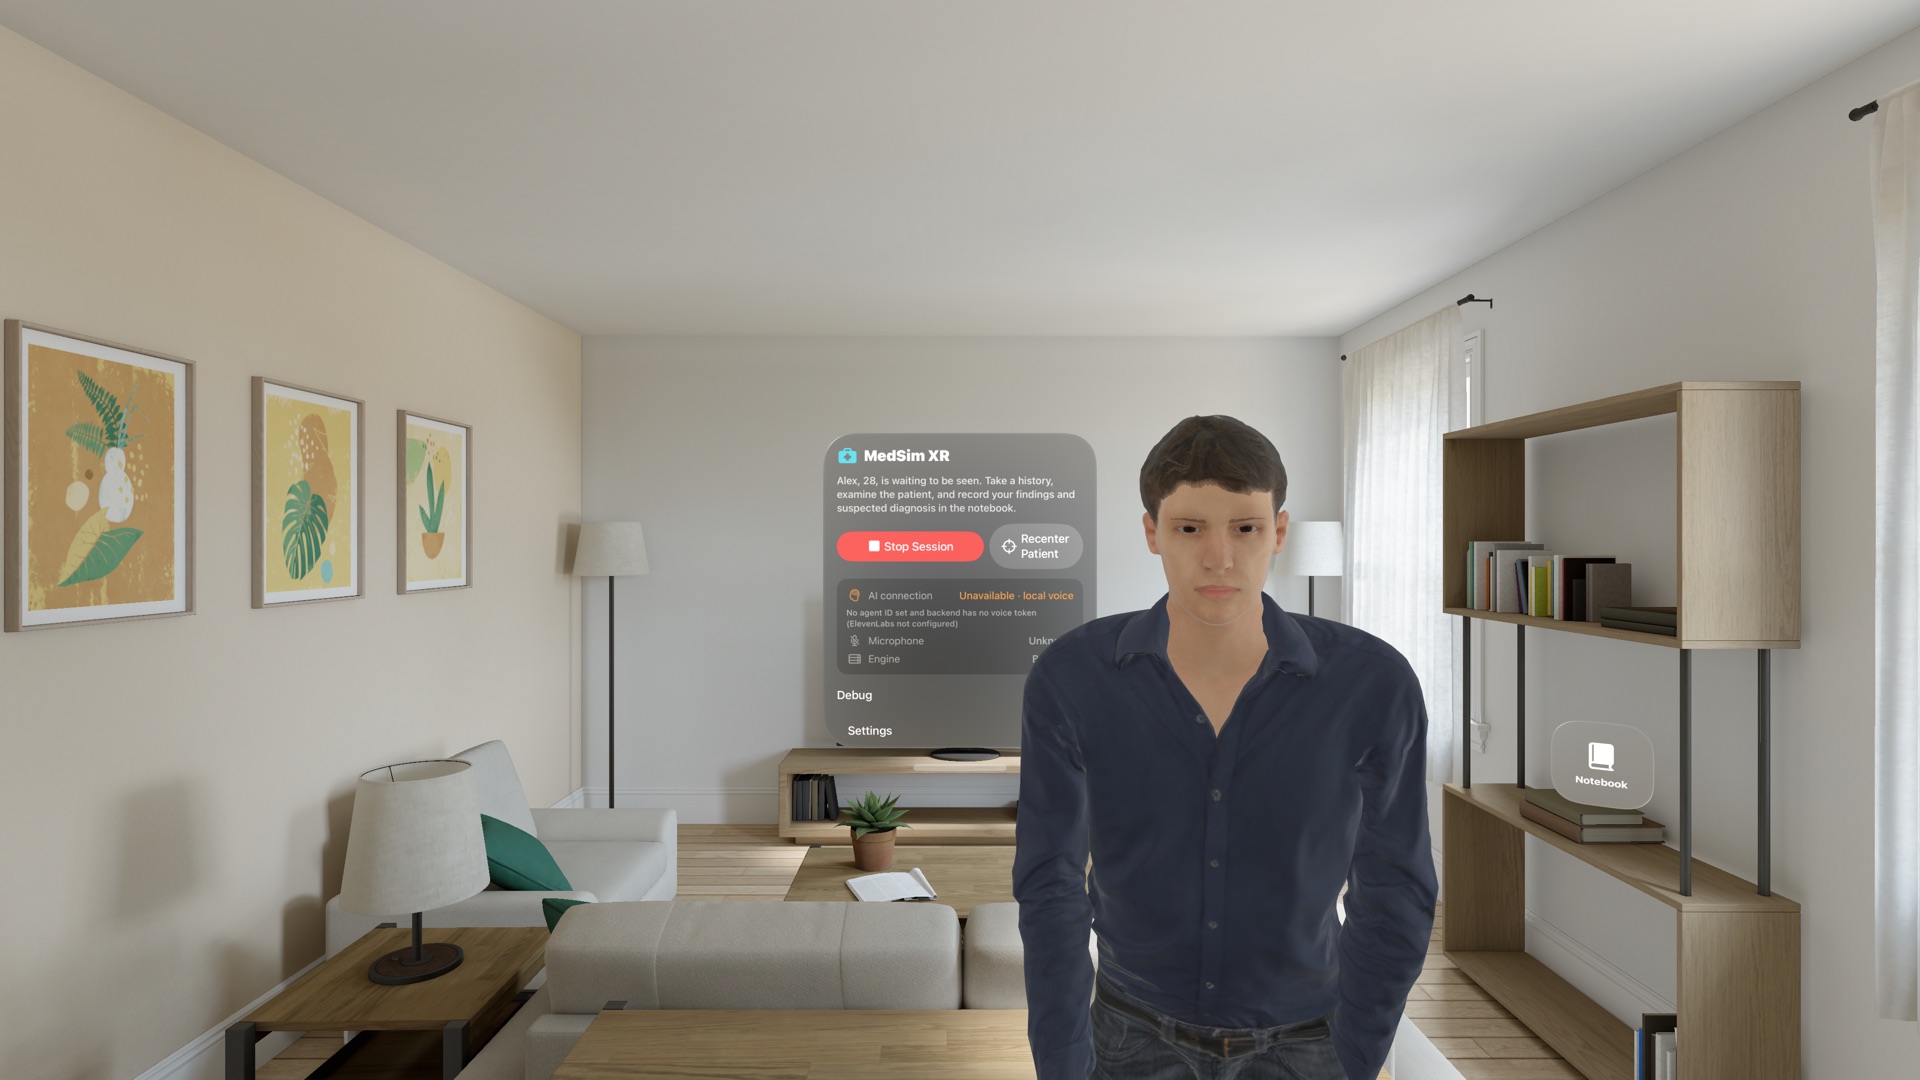 MedSim XR
Alex, 28, is waiting to be seen. Take a history,
examine the patient, and record your findings and
suspected diagnosis in the notebook.
Stop Session
Recenter
Patient
AI connection
Unavailable · local voice
No agent ID set and backend has no voice token
(ElevenLabs not configured)
Microphone
Engine
Debug
Settings
Notebook